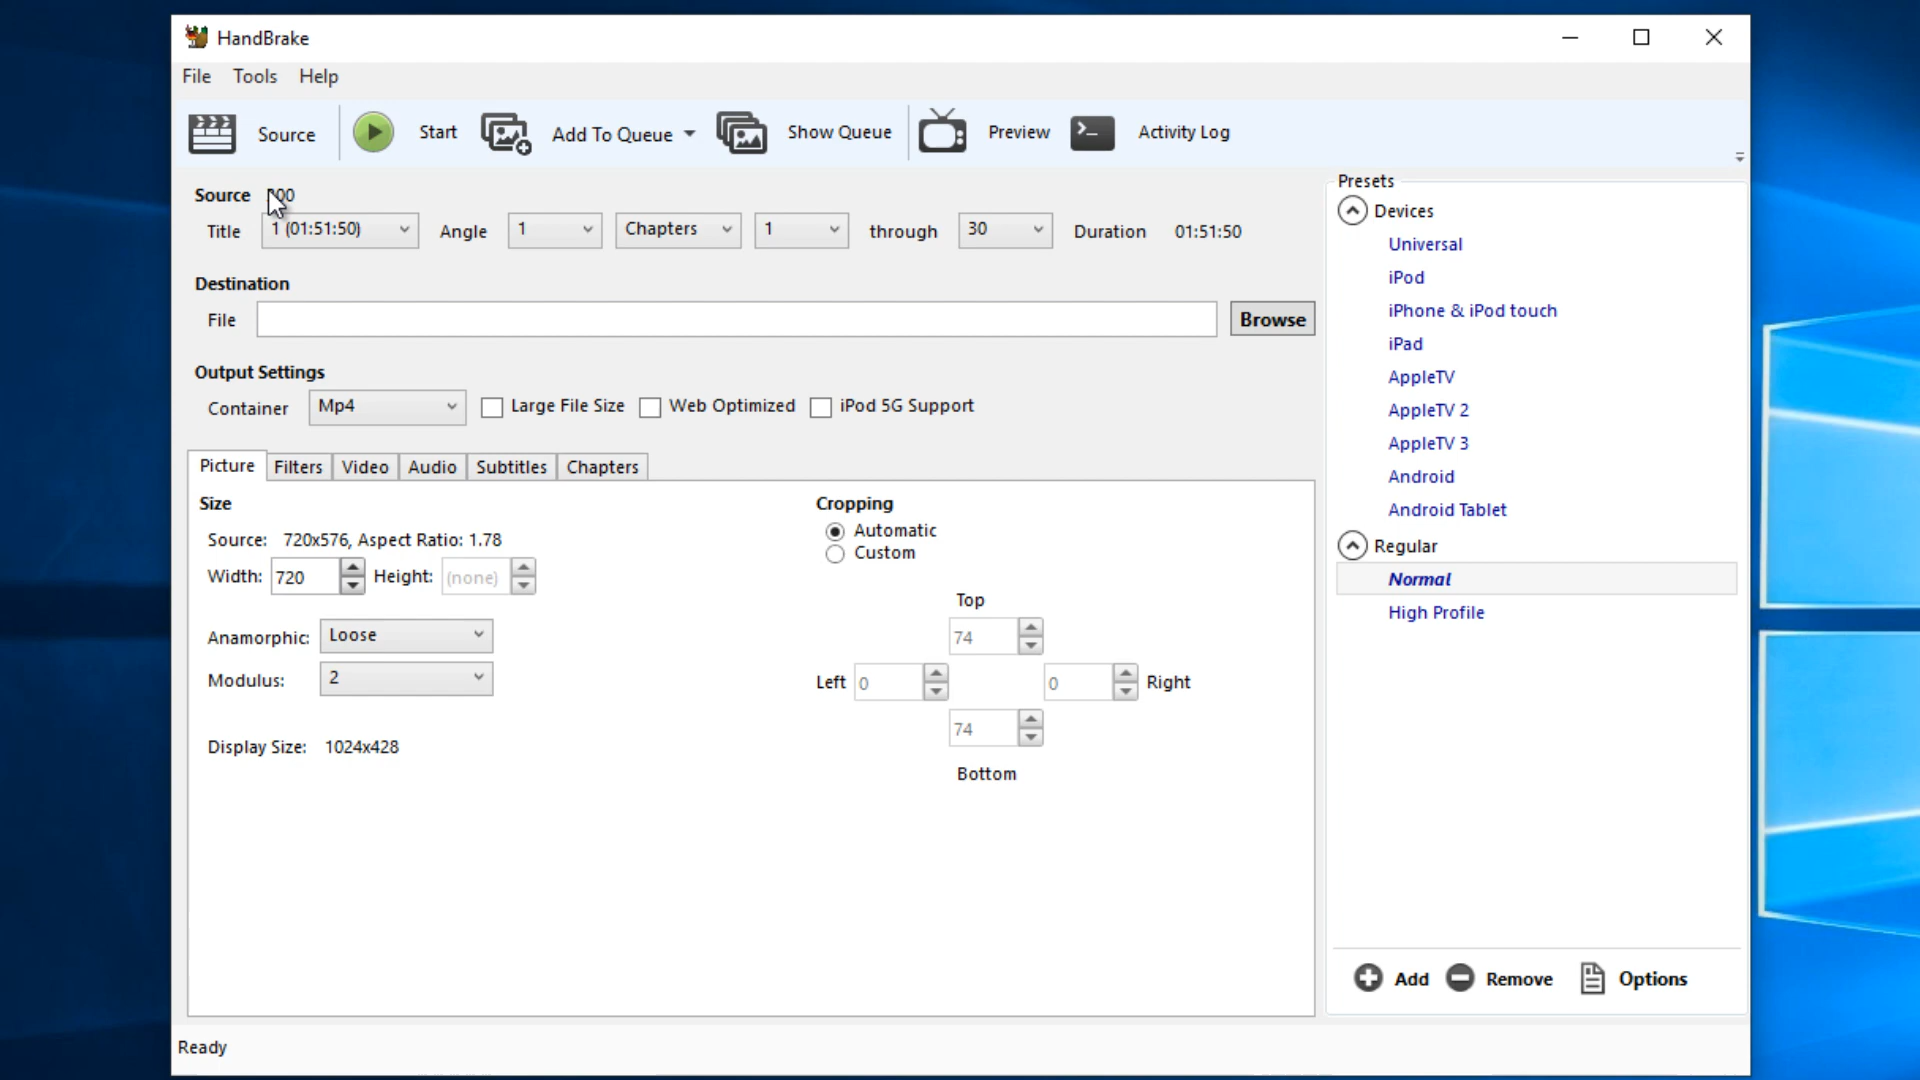 HandBrake
File Tools Help
Source Start Add To Queue Show Queue Preview Activity Log
Source
Title 1 (01:51:50) Angle 1 Chapters 1 through 30 Duration 01:51:50
Destination
File Browse
Output Settings
Container Mp4 Large File Size Web Optimized iPod 5G Support
Picture Filters Video Audio Subtitles Chapters
Size
Source: 720x576, Aspect Ratio: 1.78
Width: 720 Height: (none)
Anamorphic: Loose
Modulus: 2
Display Size: 1024x428
Cropping
Automatic
Custom
Top
74
Left 0 0 Right
74
Bottom
Presets
Devices
Universal
iPod
iPhone & iPod touch
iPad
AppleTV
AppleTV 2
AppleTV 3
Android
Android Tablet
Regular
Normal
High Profile
Add Remove Options
Ready